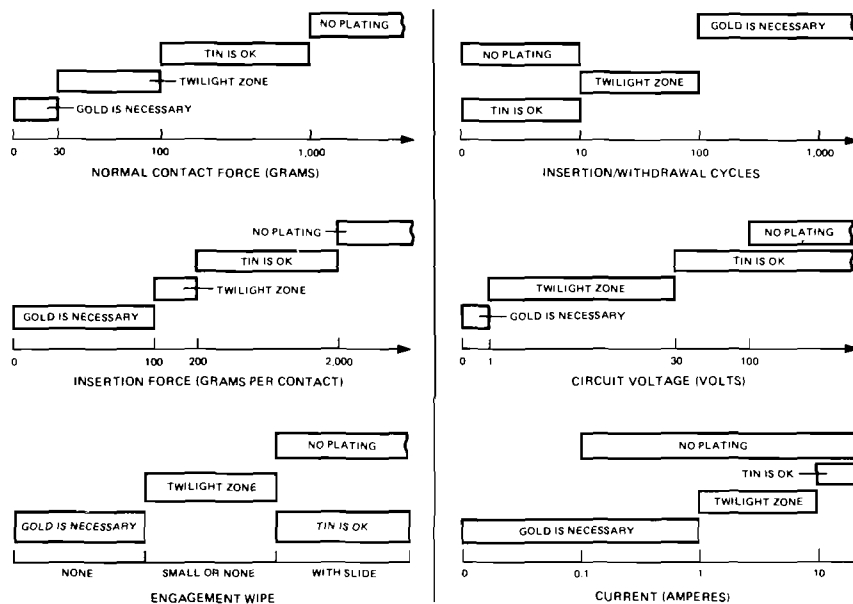 NO PLATING
TIN IS OK
TWILIGHT ZONE
GOLD IS NECESSARY
0 30 100 1,000
NORMAL CONTACT FORCE (GRAMS)
GOLD IS NECESSARY
NO PLATING
TWILIGHT ZONE
TIN IS OK
0 10 100 1,000
INSERTION/WITHDRAWAL CYCLES
NO PLATING
TIN IS OK
TWILIGHT ZONE
GOLD IS NECESSARY
0 100 200 2,000
INSERTION FORCE (GRAMS PER CONTACT)
NO PLATING
TIN IS OK
TWILIGHT ZONE
GOLD IS NECESSARY
0 1 30 100
CIRCUIT VOLTAGE (VOLTS)
NO PLATING
TWILIGHT ZONE
GOLD IS NECESSARY TIN IS OK
NONE SMALL OR NONE WITH SLIDE
ENGAGEMENT WIPE
NO PLATING
TIN IS OK
TWILIGHT ZONE
GOLD IS NECESSARY
0 0.1 1 10
CURRENT (AMPERES)